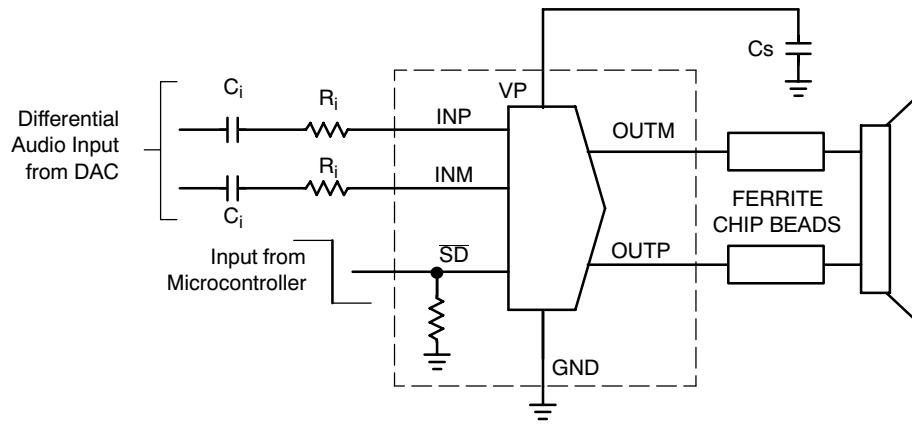 Cs
VP
Ci
Ri
INP
OUTM
Differential
Audio Input
from DAC
Ri
INM
Ci
FERRITE
CHIP BEADS
Input from
Microcontroller
SD
OUTP
GND